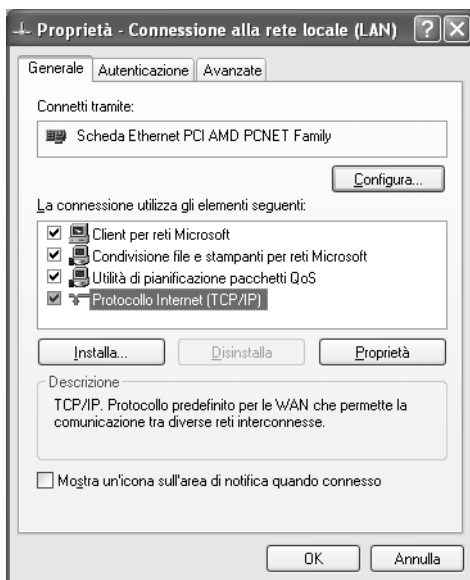 Proprietà - Connessione alla rete locale (LAN) ?
Generale Autenticazione Avanzate
Connetti tramite:
Scheda Ethernet PCI AMD PCNET Family
Configura...
La connessione utilizza gli elementi seguenti:
Client per reti Microsoft
Condivisione file e stampanti per reti Microsoft
Utilità di pianificazione pacchetti QoS
Protocollo Internet (TCP/IP)
Installa... Disinstalla Proprietà
Descrizione
TCP/IP. Protocollo predefinito per le WAN che permette la
comunicazione tra diverse reti interconnesse.
Mostra un'icona sull'area di notifica quando connesso
OK Annulla